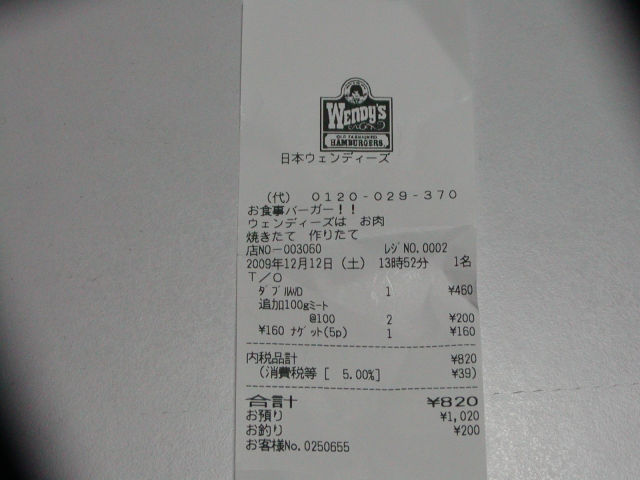 WENDY'S
OLD FASHIONED
HAMBURGERS.
日本ウェンディーズ
(代) 0120-029-370
お食事バーガー!!
ウェンディーズは お肉
焼きたて 作りたて
店NO-003060 レジNO.0002
2009年12月12日(土) 13時52分 1名
T/O
ダブルWD 1 ¥460
追加100gミート
@100 2 ¥200
¥160 ナゲット(5p) 1 ¥160
内税品計 ¥820
(消費税等 [ 5.00%] ¥39)
合計 ¥820
お預り ¥1,020
お釣り ¥200
お客様No.0250655